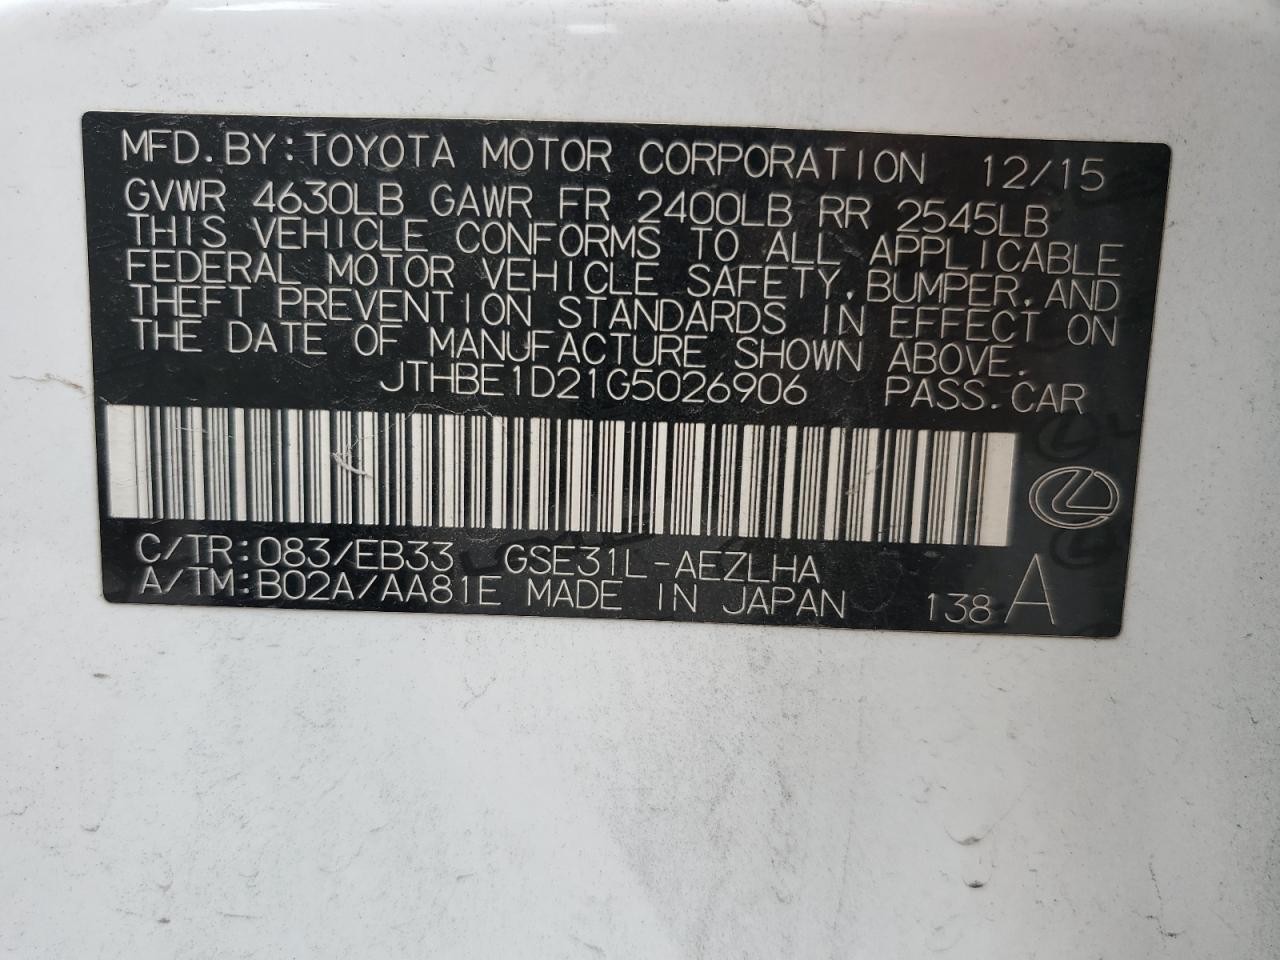 MFD. BY: TOYOTA MOTOR CORPORATION 12/15
GVWR 4630LB GAWR FR 2400LB RR 2545LB
THIS VEHICLE CONFORMS TO ALL APPLICABLE
FEDERAL MOTOR VEHICLE SAFETY, BUMPER, AND
THEFT PREVENTION STANDARDS IN EFFECT ON
THE DATE OF MANUFACTURE SHOWN ABOVE.
JTHBE1D21G5026906 PASS. CAR
C/TR: 083/EB33 GSE31L-AEZLHA
A/TM: B02A/AA81E MADE IN JAPAN 138 A